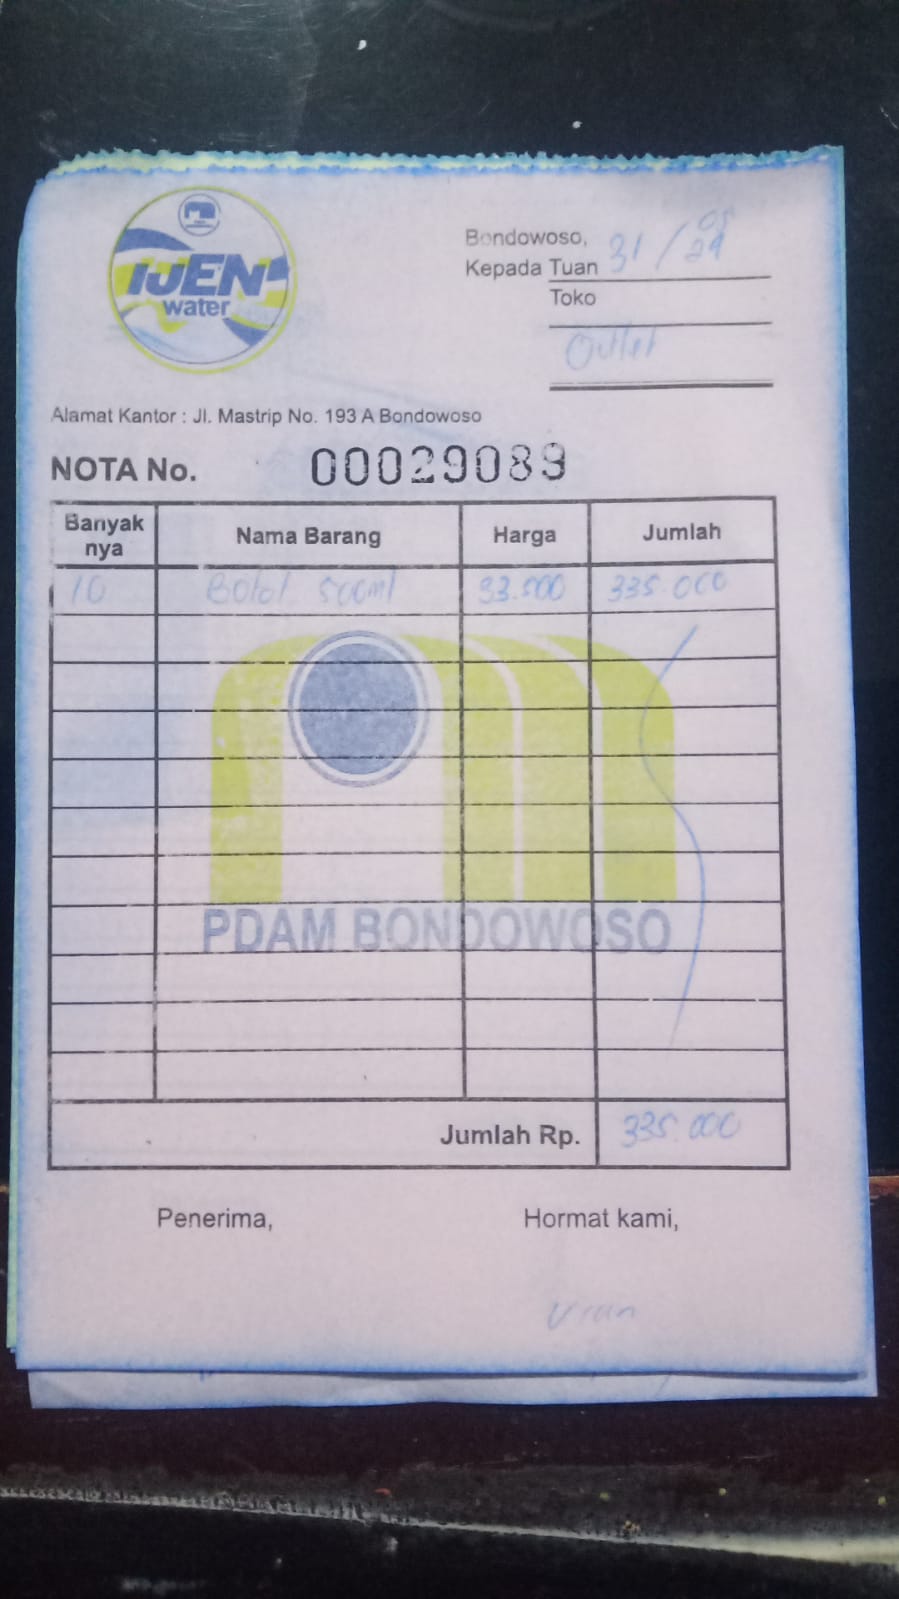 IJEN
water
Bondowoso, 31 / 05
Kepada Tuan 24
Toko
Outlet
Alamat Kantor : Jl. Mastrip No. 193 A Bondowoso
NOTA No. 00029089
Banyak nya Nama Barang Harga Jumlah
10 Botol 500ml 33.500 335.000
PDAM BONDOWOSO
Jumlah Rp. 335.000
Penerima, Hormat kami,